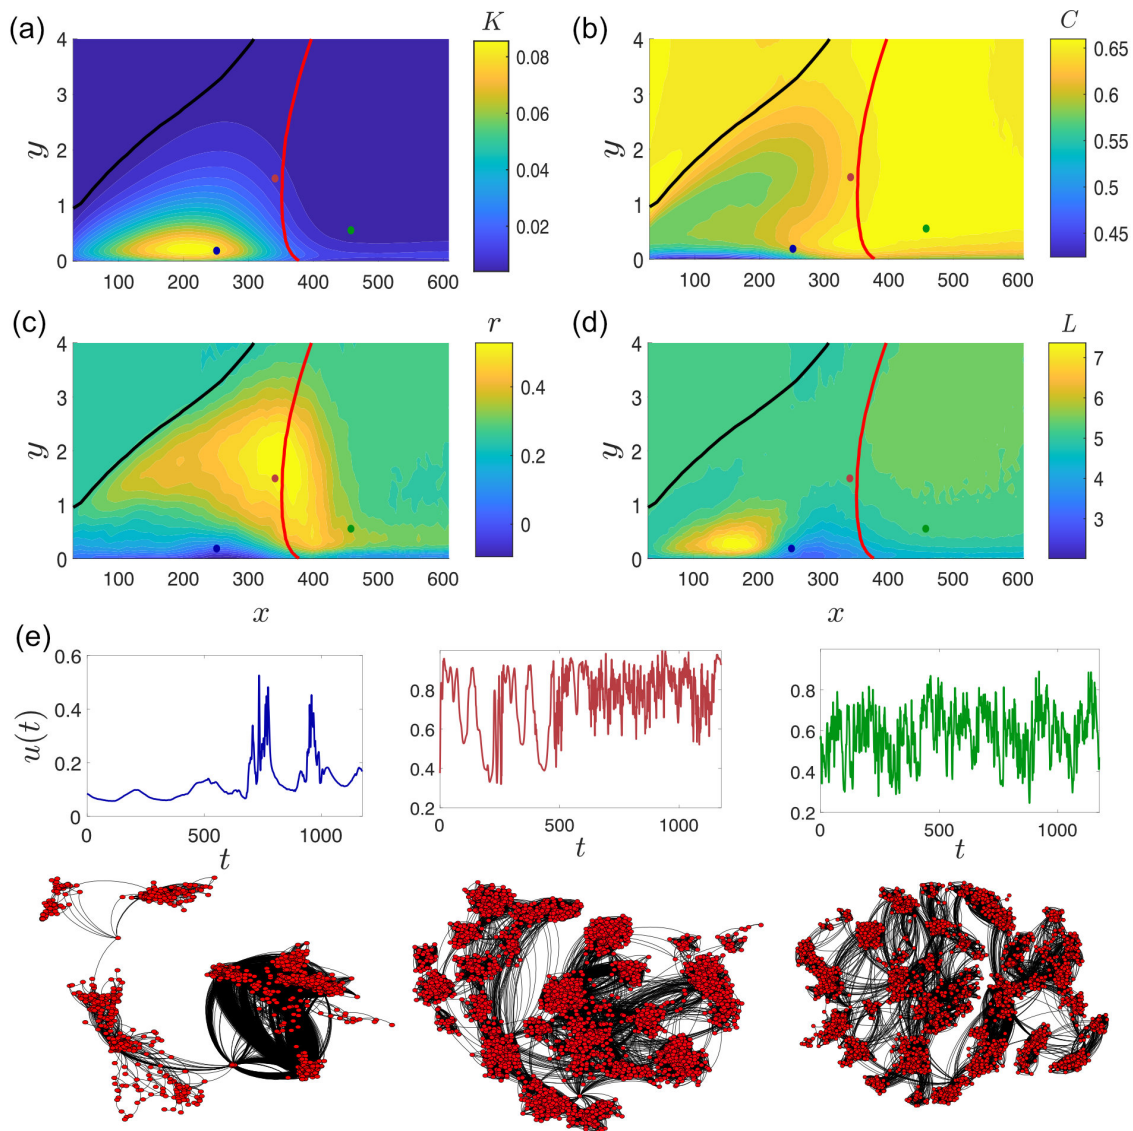 (a) K (b) C
4 0.08 4 0.65
3 3 0.60
y 2 0.06 y 2 0.55
1 0.04 1 0.50
0 0.02 0 0.45
100 200 300 400 500 600 100 200 300 400 500 600
(c) r (d) L
4 4 7
3 0.4 3 6
y 2 0.2 y 2 5
1 0 1 4
0 0 3
100 200 300 400 500 600 100 200 300 400 500 600
x x
(e)
0.6
u(t) 0.4 0.8 0.8
0.2 0.6 0.6
0 0.4 0.4
0.2 0.2
0 500 1000 0 500 1000 0 500 1000
t t t